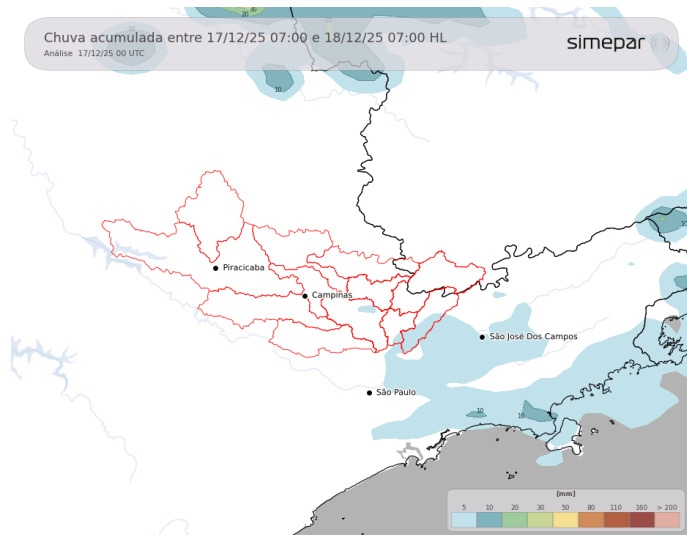 20
30
Chuva acumulada entre 17/12/25 07:00 e 18/12/25 07:00 HL
simepar
Análise 17/12/25 00 UTC
10
10
Piracicaba
Campinas
São José Dos Campos
São Paulo
10
10
[mm]
5 10 20 30 50 80 110 160 > 200